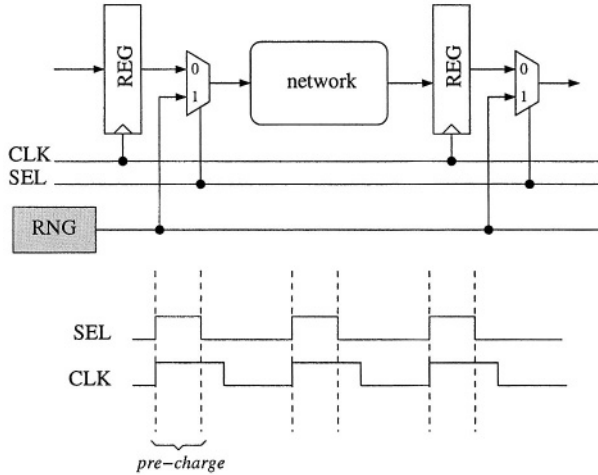 REG
0
1
network
REG
0
1
CLK
SEL
RNG
SEL
CLK
pre-charge